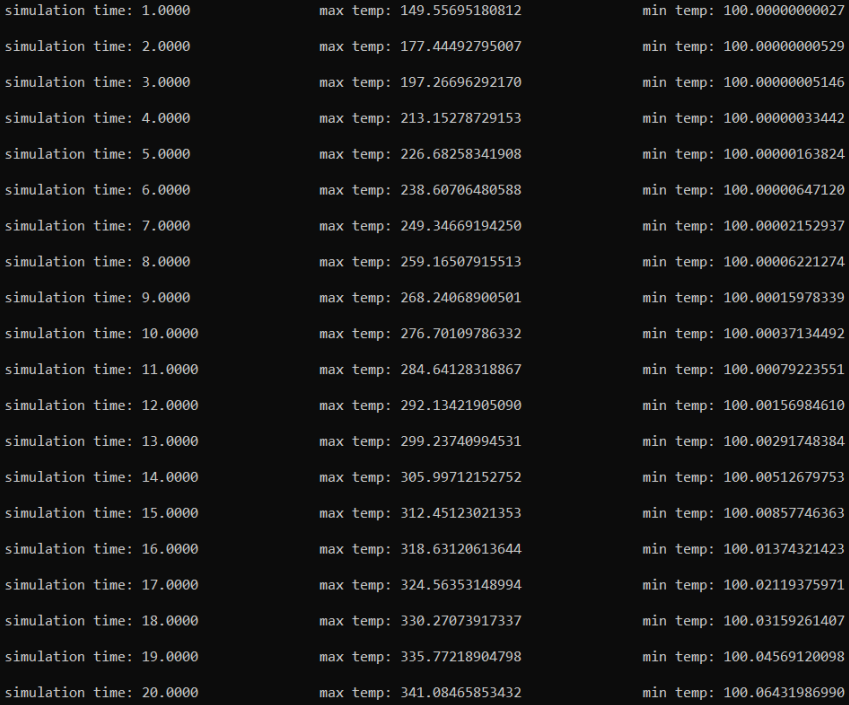 simulation time: 1.0000 max temp: 149.55695180812 min temp: 100.00000000027
simulation time: 2.0000 max temp: 177.44492795007 min temp: 100.00000000529
simulation time: 3.0000 max temp: 197.26696292170 min temp: 100.00000005146
simulation time: 4.0000 max temp: 213.15278729153 min temp: 100.00000033442
simulation time: 5.0000 max temp: 226.68258341908 min temp: 100.00000163824
simulation time: 6.0000 max temp: 238.60706480588 min temp: 100.00000647120
simulation time: 7.0000 max temp: 249.34669194250 min temp: 100.00002152937
simulation time: 8.0000 max temp: 259.16507915513 min temp: 100.00006221274
simulation time: 9.0000 max temp: 268.24068900501 min temp: 100.00015978339
simulation time: 10.0000 max temp: 276.70109786332 min temp: 100.00037134492
simulation time: 11.0000 max temp: 284.64128318867 min temp: 100.00079223551
simulation time: 12.0000 max temp: 292.13421905090 min temp: 100.00156984610
simulation time: 13.0000 max temp: 299.23740994531 min temp: 100.00291748384
simulation time: 14.0000 max temp: 305.99712152752 min temp: 100.00512679753
simulation time: 15.0000 max temp: 312.45123021353 min temp: 100.00857746363
simulation time: 16.0000 max temp: 318.63120613644 min temp: 100.01374321423
simulation time: 17.0000 max temp: 324.56353148994 min temp: 100.02119375971
simulation time: 18.0000 max temp: 330.27073917337 min temp: 100.03159261407
simulation time: 19.0000 max temp: 335.77218904798 min temp: 100.04569120098
simulation time: 20.0000 max temp: 341.08465853432 min temp: 100.06431986990